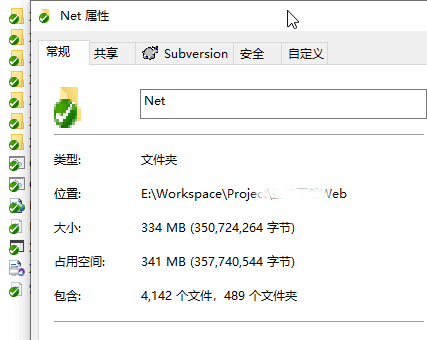 Net 属性
常规 共享 Subversion 安全 自定义
Net
类型: 文件夹
位置: E:\Workspace\Project\ Web
大小: 334 MB (350,724,264 字节)
占用空间: 341 MB (357,740,544 字节)
包含: 4,142 个文件，489 个文件夹